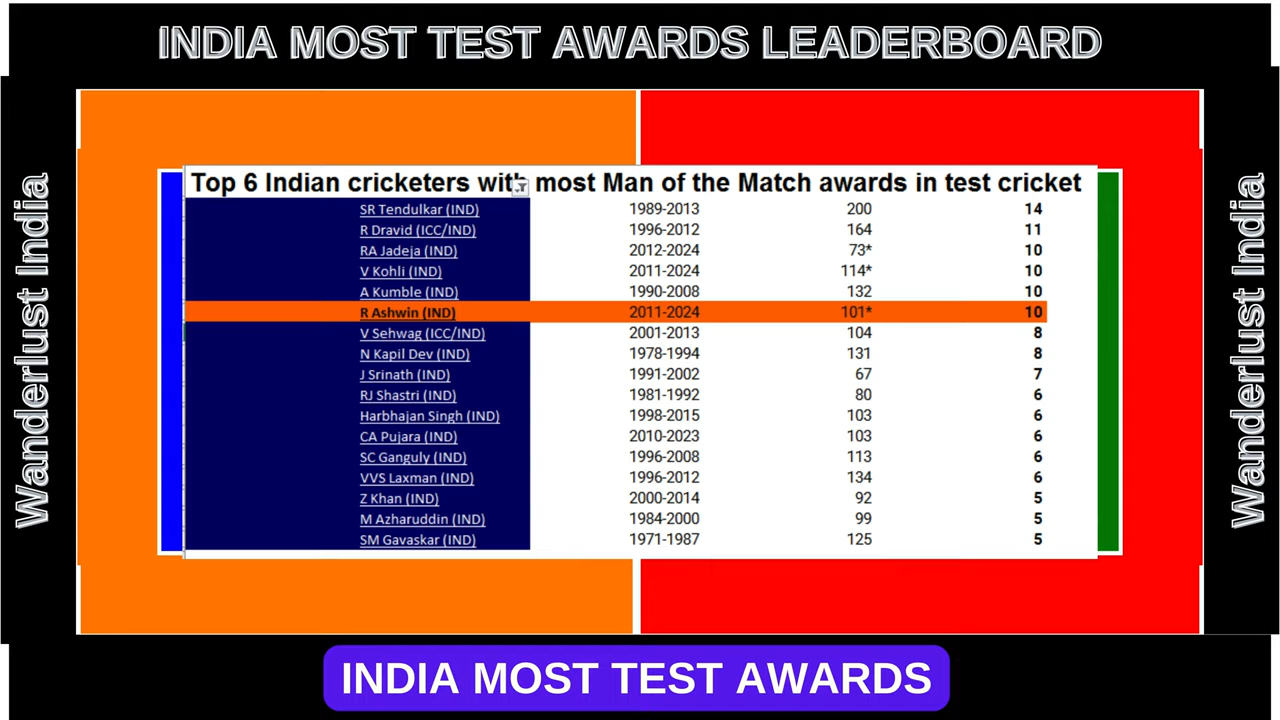 INDIA MOST TEST AWARDS LEADERBOARD
Wanderlust India
Top 6 Indian cricketers with most Man of the Match awards in test cricket
SR Tendulkar (IND) 1989-2013 200 14
R Dravid (ICC/IND) 1996-2012 164 11
RA Jadeja (IND) 2012-2024 73* 10
V Kohli (IND) 2011-2024 114* 10
A Kumble (IND) 1990-2008 132 10
R Ashwin (IND) 2011-2024 101* 10
V Sehwag (ICC/IND) 2001-2013 104 8
N Kapil Dev (IND) 1978-1994 131 8
J Srinath (IND) 1991-2002 67 7
RJ Shastri (IND) 1981-1992 80 6
Harbhajan Singh (IND) 1998-2015 103 6
CA Pujara (IND) 2010-2023 103 6
SC Ganguly (IND) 1996-2008 113 6
VVS Laxman (IND) 1996-2012 134 6
Z Khan (IND) 2000-2014 92 5
M Azharuddin (IND) 1984-2000 99 5
SM Gavaskar (IND) 1971-1987 125 5
Wanderlust India
INDIA MOST TEST AWARDS